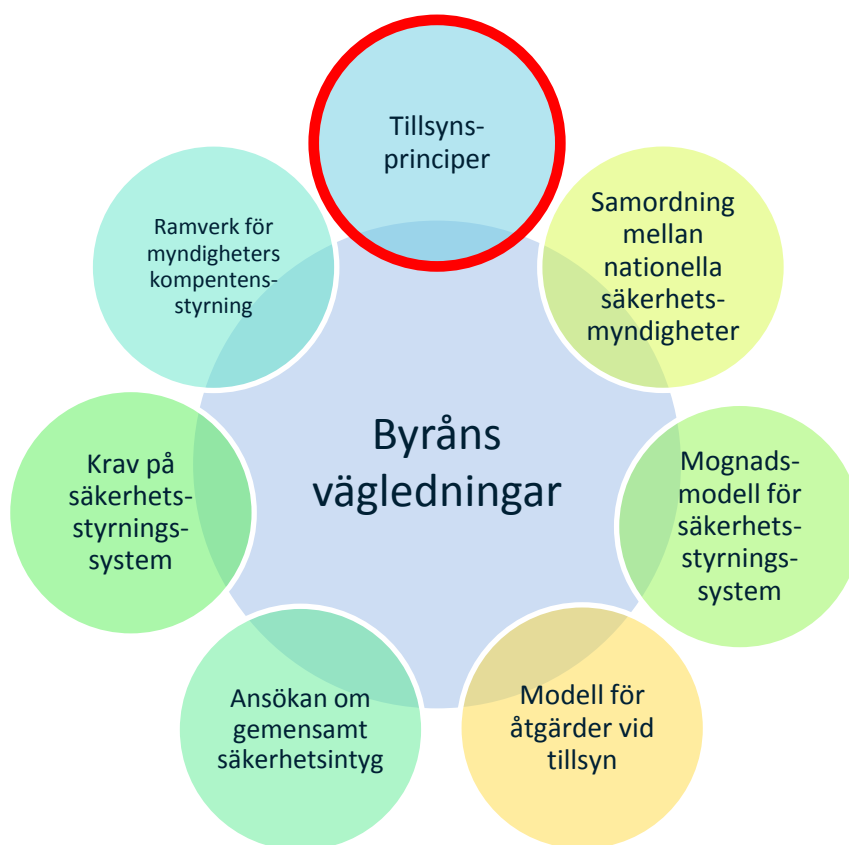 Tillsyns-
principer
Samordning
mellan
nationella
säkerhets-
myndigheter
Mognads-
modell för
säkerhets-
styrnings-
system
Modell för
åtgärder vid
tillsyn
Ansökan om
gemensamt
säkerhetsintyg
Krav på
säkerhets-
styrnings-
system
Ramverk för
myndigheters
kompentens-
styrning
Byråns
vägledningar